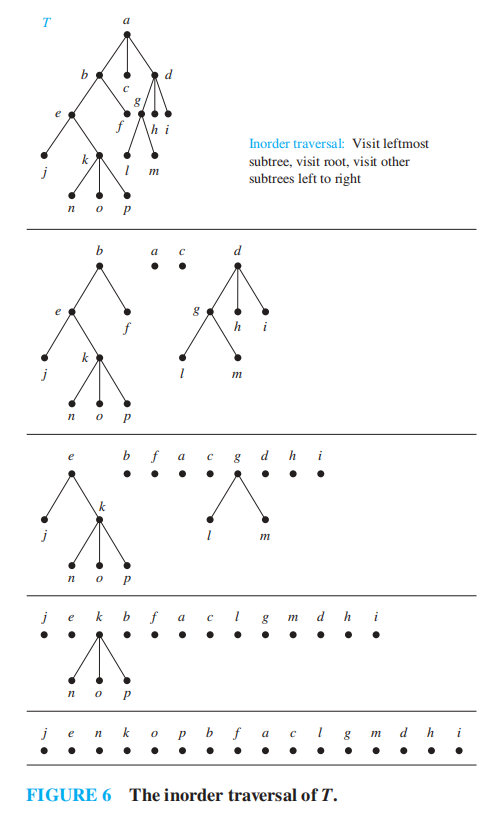 T
a
b
d
c
g
e
f h i
k
j
l m
n o p
Inorder traversal: Visit leftmost
subtree, visit root, visit other
subtrees left to right
b a c d
e g
f h i
k
j l m
n o p
e b f a c g d h i
k
j l m
n o p
j e k b f a c l g m d h i
n o p
j e n k o p b f a c l g m d h i
FIGURE 6 The inorder traversal of T.